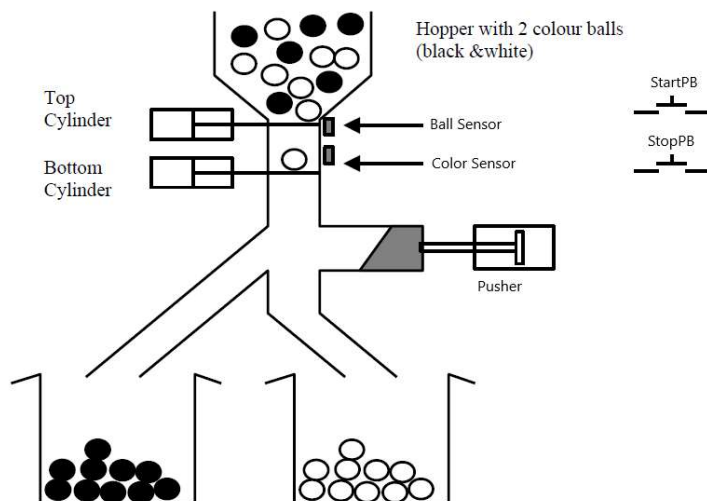 Hopper with 2 colour balls
(black &white)
Top
Cylinder
Ball Sensor
StartPB
Bottom
Cylinder
Color Sensor
StopPB
Pusher